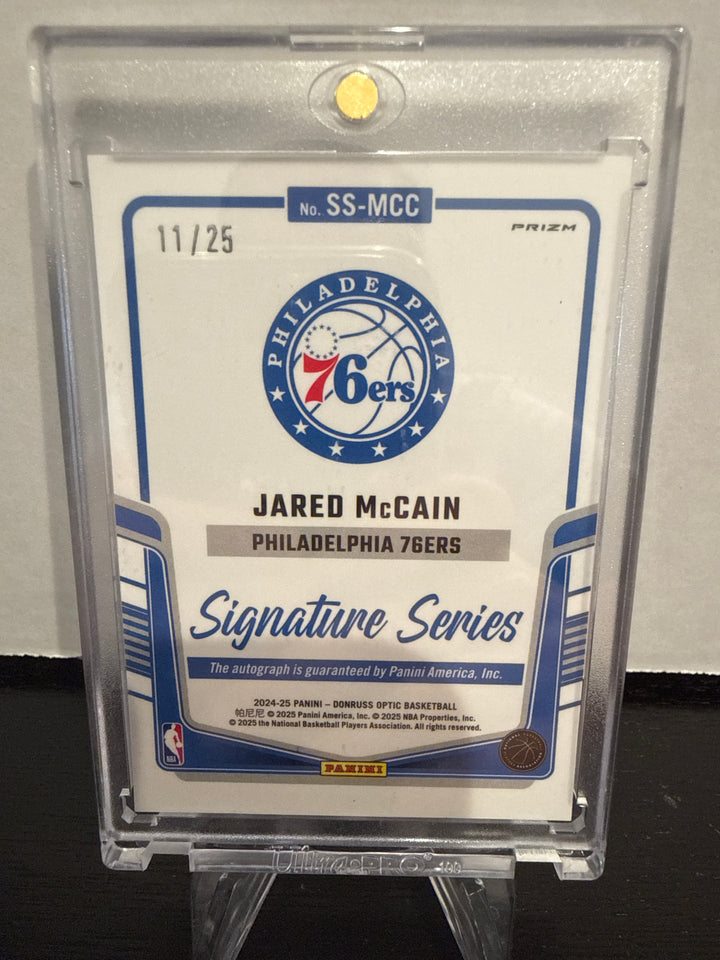 No. SS-MCC
11/25
PRIZM
PHILADELPHIA
76ers
JARED McCAIN
PHILADELPHIA 76ERS
Signature Series
The autograph is guaranteed by Panini America, Inc.
2024-25 PANINI – DONRUSS OPTIC BASKETBALL
帕尼尼 © 2025 Panini America, Inc. © 2025 NBA Properties, Inc.
© 2025 the National Basketball Players Association. All rights reserved.
NBA
PANINI
Ultra•PRO® 100